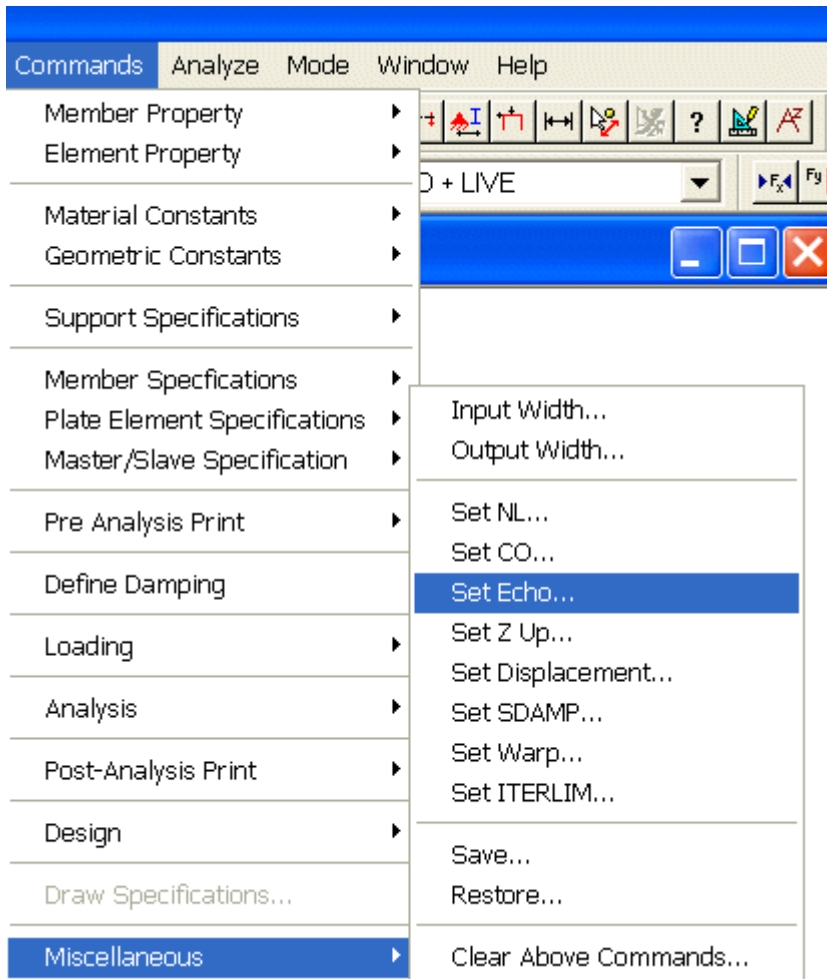 Commands Analyze Mode Window Help
Member Property
Element Property
?
D + LIVE
Fx Fy
Material Constants
Geometric Constants
Support Specifications
Member Specfications
Plate Element Specifications
Master/Slave Specification
Pre Analysis Print
Define Damping
Loading
Analysis
Post-Analysis Print
Design
Draw Specifications...
Miscellaneous
Input Width...
Output Width...
Set NL...
Set CO...
Set Echo...
Set Z Up...
Set Displacement...
Set SDAMP...
Set Warp...
Set ITERLIM...
Save...
Restore...
Clear Above Commands...